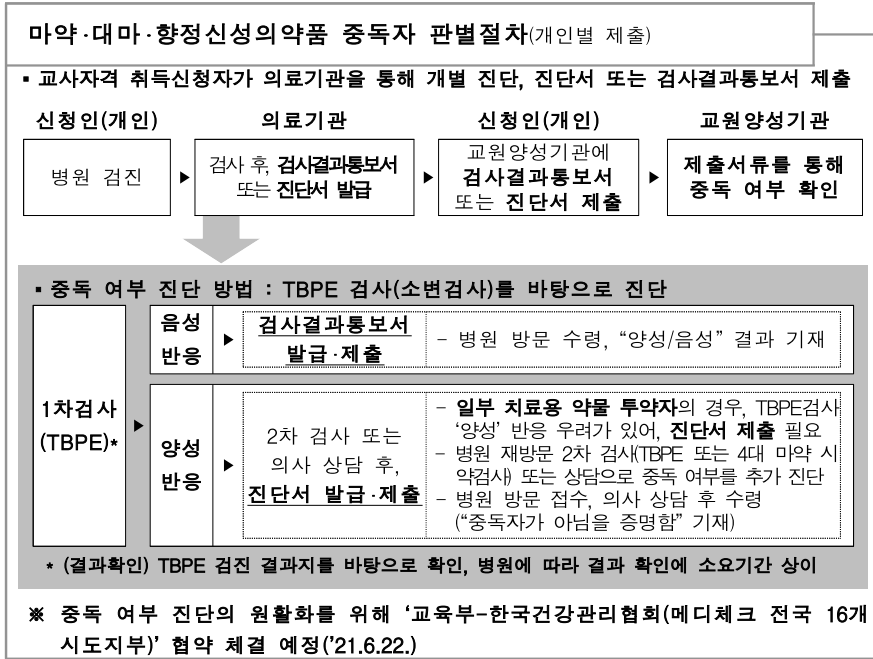 마약·대마·향정신성의약품 중독자 판별절차(개인별 제출)
▪ 교사자격 취득신청자가 의료기관을 통해 개별 진단, 진단서 또는 검사결과통보서 제출
신청인(개인)
병원 검진
▶
의료기관
검사 후, 검사결과통보서
또는 진단서 발급
▶
신청인(개인)
교원양성기관에
검사결과통보서
또는 진단서 제출
▶
교원양성기관
제출서류를 통해
중독 여부 확인
▪ 중독 여부 진단 방법 : TBPE 검사(소변검사)를 바탕으로 진단
1차검사
(TBPE)*
▶
음성
반응
▶
검사결과통보서
발급·제출
– 병원 방문 수령, “양성/음성” 결과 기재
양성
반응
▶
2차 검사 또는
의사 상담 후,
진단서 발급·제출
– 일부 치료용 약물 투약자의 경우, TBPE검사
‘양성’ 반응 우려가 있어, 진단서 제출 필요
– 병원 재방문 2차 검사(TBPE 또는 4대 마약 시
약검사) 또는 상담으로 중독 여부를 추가 진단
– 병원 방문 접수, 의사 상담 후 수령
(“중독자가 아님을 증명함” 기재)
* (결과확인) TBPE 검진 결과지를 바탕으로 확인, 병원에 따라 결과 확인에 소요기간 상이
※ 중독 여부 진단의 원활화를 위해 ‘교육부-한국건강관리협회(메디체크 전국 16개
시도지부)’ 협약 체결 예정(’21.6.22.)